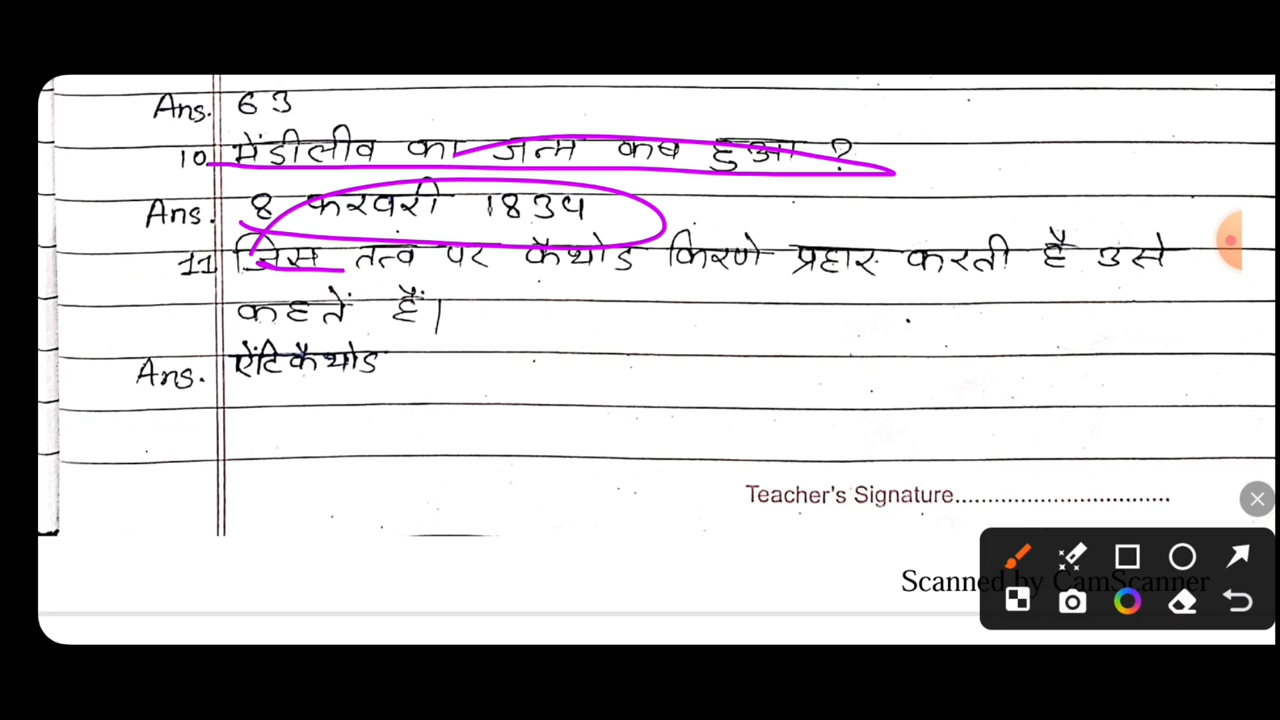 Ans. 63
10 मेंडीलीव का जन्म कब हुआ ?
Ans. 8 फरवरी 1834
11 जिस तत्व पर कैथोड किरणे प्रहार करती है उसे
कहतें हैं।
Ans. ऐंटिकैथोड
Teacher's Signature..................................
Scanned by CamScanner